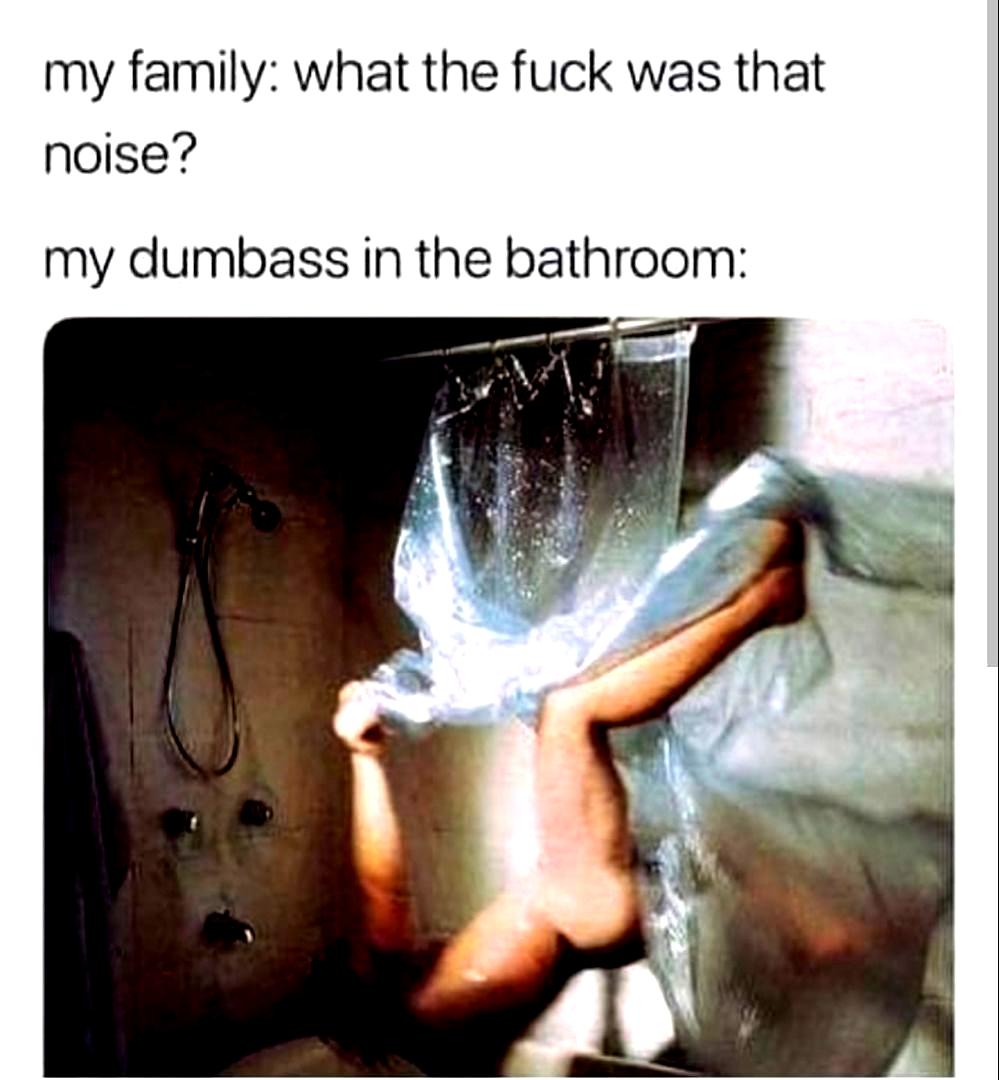 my family: what the fuck was that
noise?
my dumbass in the bathroom: